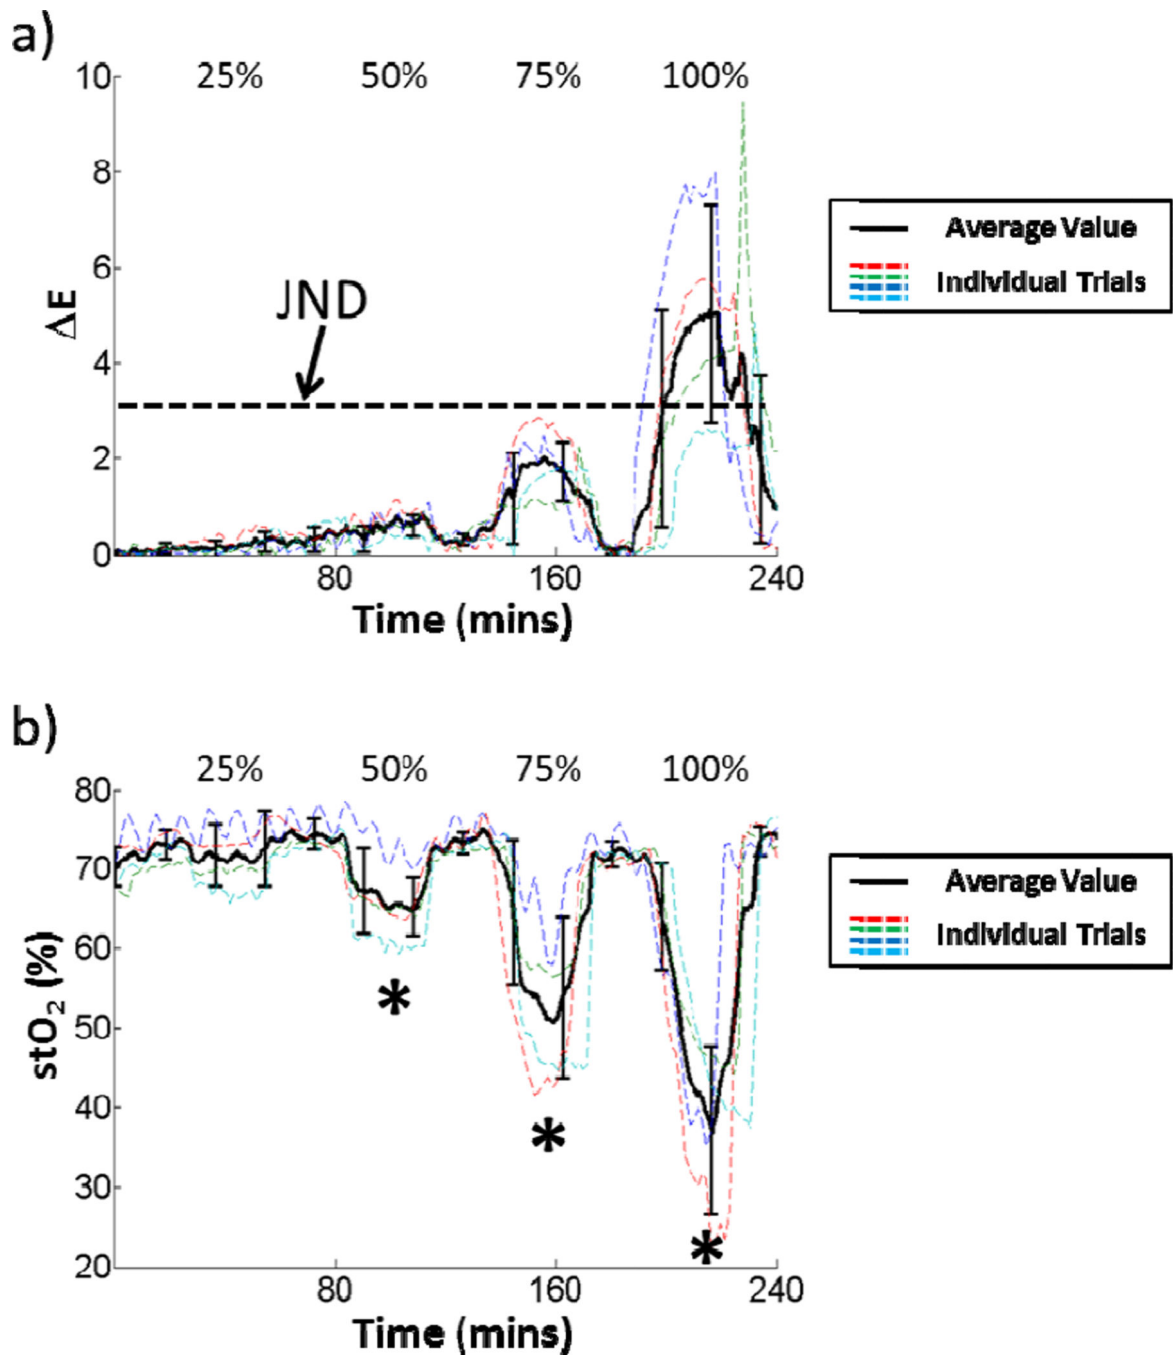 a)
25% 50% 75% 100%
10
8
6
4
2
0
ΔE
JND
80 160 240
Time (mins)
Average Value
Individual Trials
b)
25% 50% 75% 100%
80
70
60
50
40
30
20
stO₂ (%)
*
*
*
80 160 240
Time (mins)
Average Value
Individual Trials